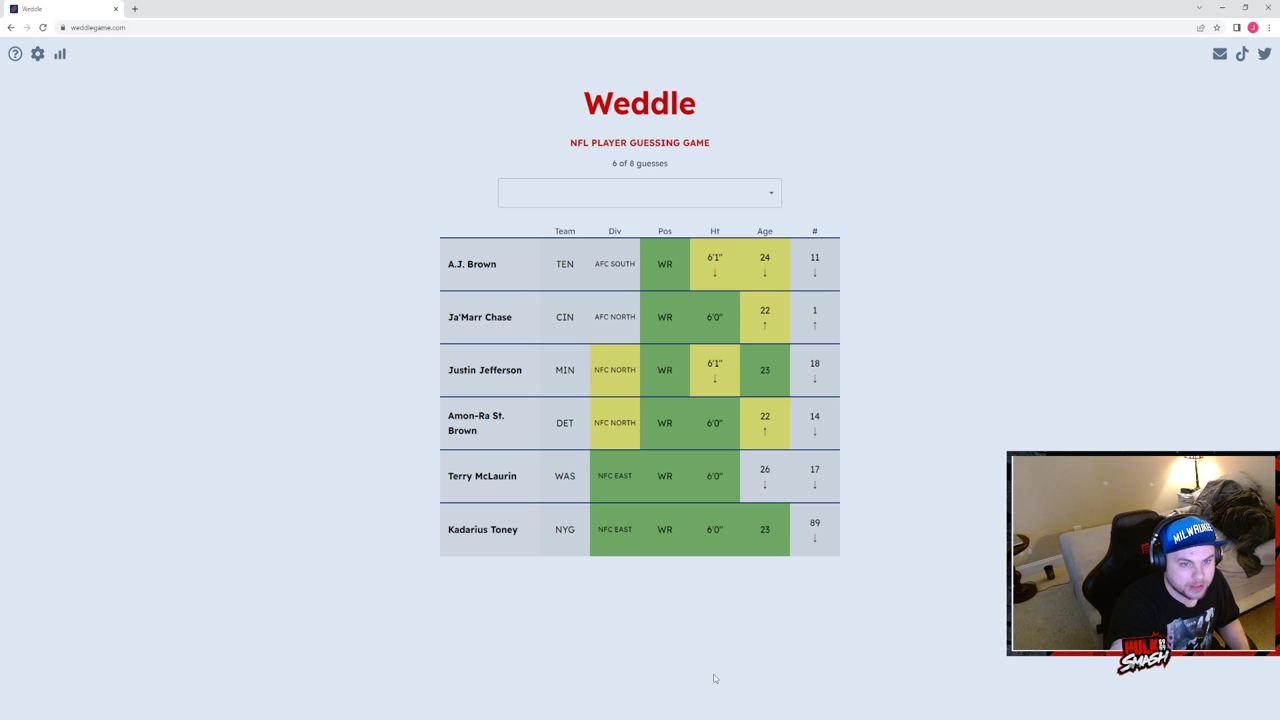 Weddle
weddlegame.com
Weddle
NFL PLAYER GUESSING GAME
6 of 8 guesses
Team Div Pos Ht Age #
A.J. Brown TEN AFC SOUTH WR 6'1" ↓ 24 ↓ 11 ↓
Ja'Marr Chase CIN AFC NORTH WR 6'0" 22 ↑ 1 ↑
Justin Jefferson MIN NFC NORTH WR 6'1" ↓ 23 18 ↓
Amon-Ra St.
Brown DET NFC NORTH WR 6'0" 22 ↑ 14 ↓
Terry McLaurin WAS NFC EAST WR 6'0" 26 ↓ 17 ↓
Kadarius Toney NYG NFC EAST WR 6'0" 23 89 ↓
MILWAUKEE
HULK
SMASH